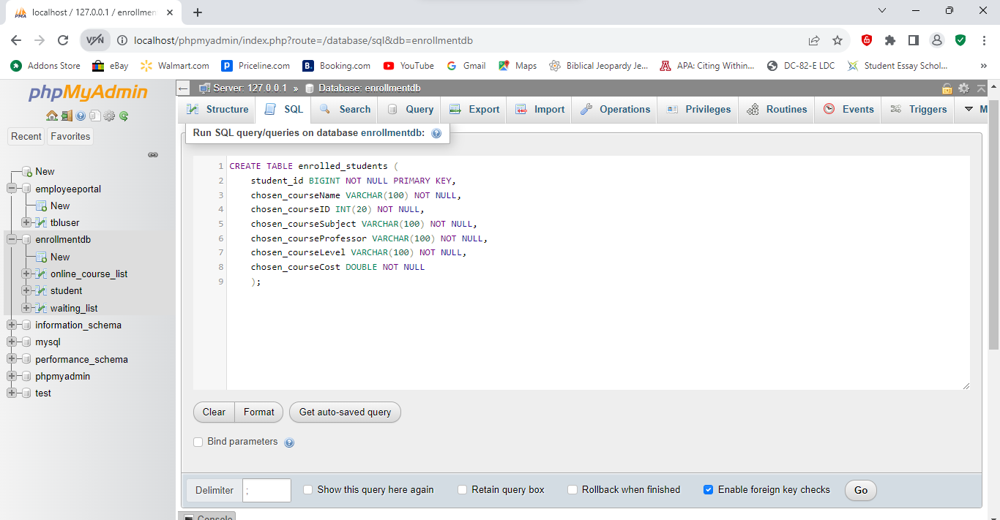 localhost / 127.0.0.1 / enrollmen
VPN
localhost/phpmyadmin/index.php?route=/database/sql&db=enrollmentdb
Addons Store eBay Walmart.com Priceline.com Booking.com YouTube Gmail Maps Biblical Jeopardy Je... APA: Citing Within... DC-82-E LDC Student Essay Schol... »
phpMyAdmin
Recent Favorites
New
employeeportal
New
tbluser
enrollmentdb
New
online_course_list
student
waiting_list
information_schema
mysql
performance_schema
phpmyadmin
test
Server: 127.0.0.1 » Database: enrollmentdb
Structure SQL Search Query Export Import Operations Privileges Routines Events Triggers M
Run SQL query/queries on database enrollmentdb:
1 CREATE TABLE enrolled_students (
2 student_id BIGINT NOT NULL PRIMARY KEY,
3 chosen_courseName VARCHAR(100) NOT NULL,
4 chosen_courseID INT(20) NOT NULL,
5 chosen_courseSubject VARCHAR(100) NOT NULL,
6 chosen_courseProfessor VARCHAR(100) NOT NULL,
7 chosen_courseLevel VARCHAR(100) NOT NULL,
8 chosen_courseCost DOUBLE NOT NULL
9 );
Clear Format Get auto-saved query
Bind parameters
Delimiter ; Show this query here again Retain query box Rollback when finished Enable foreign key checks Go
Console